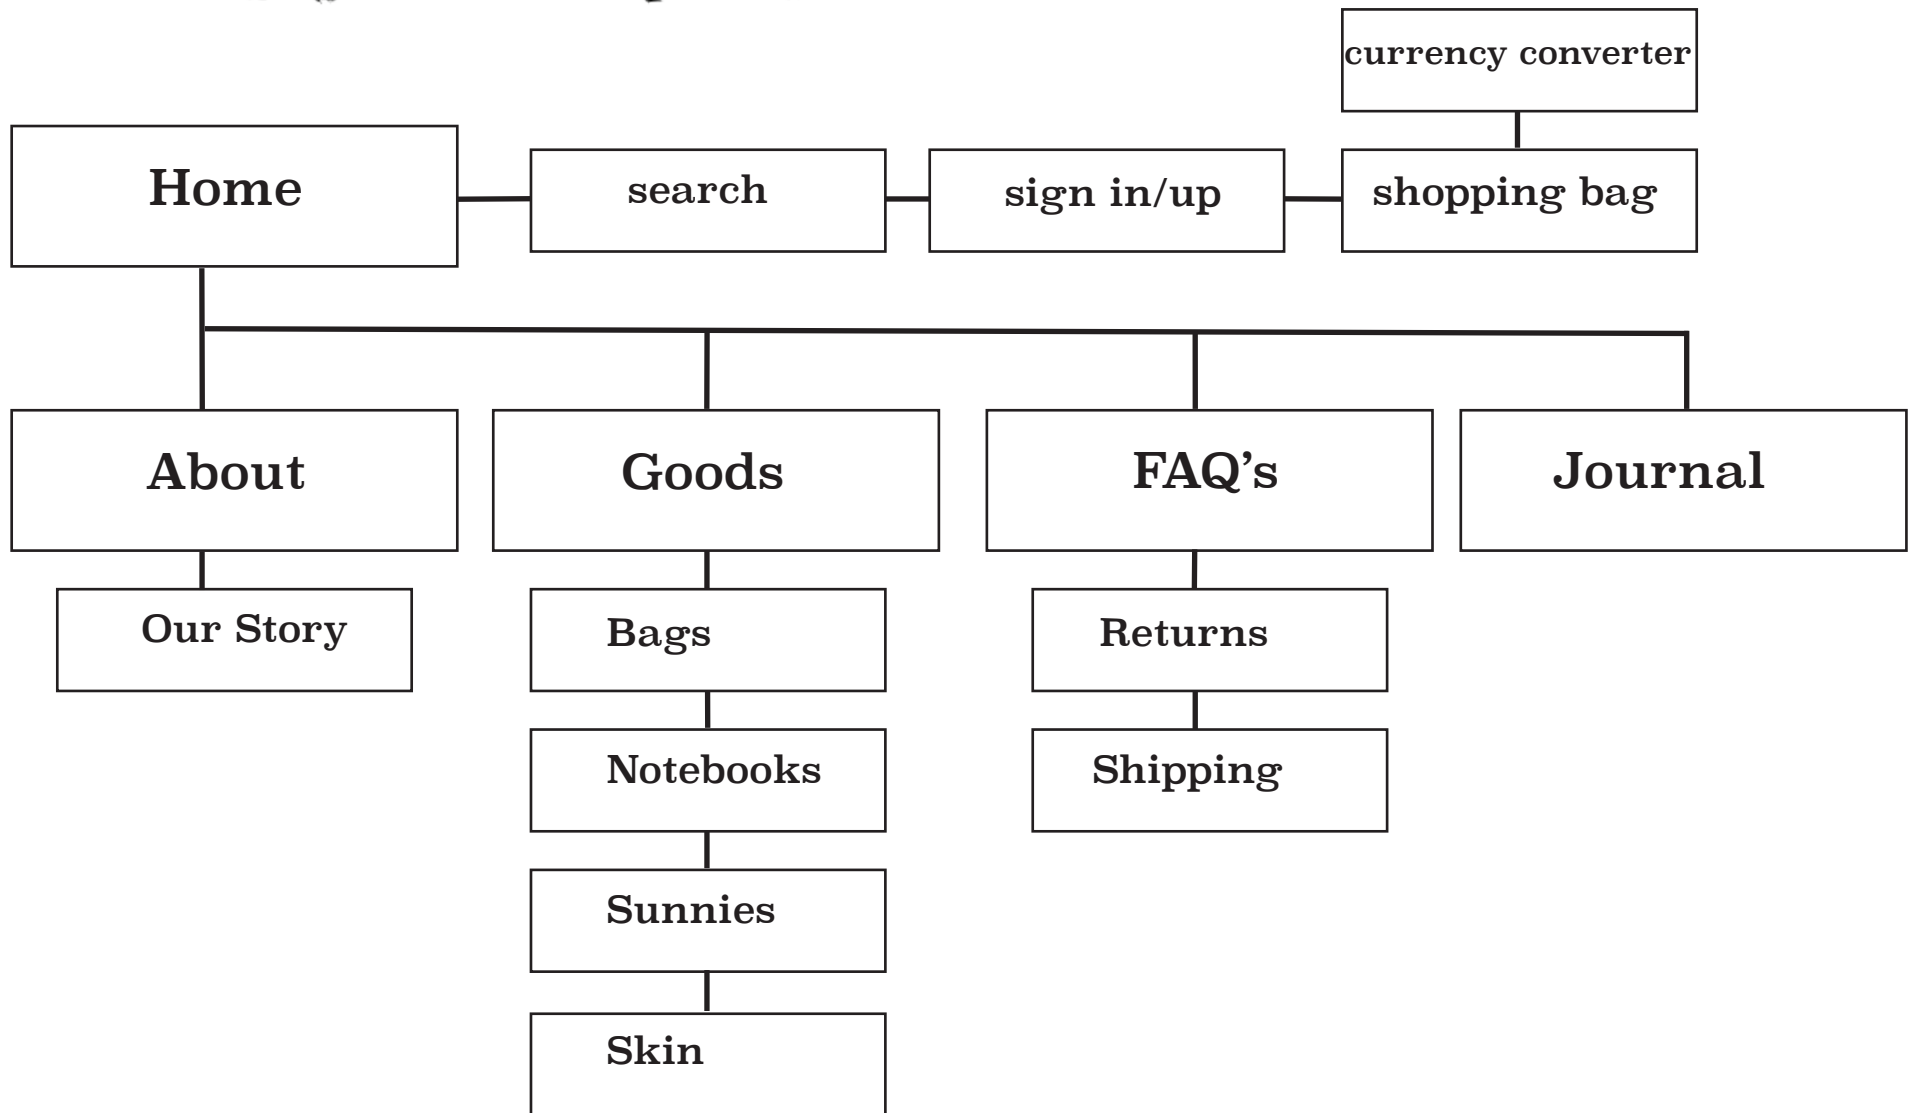 currency converter
Home
search
sign in/up
shopping bag
About
Goods
FAQ’s
Journal
Our Story
Bags
Returns
Notebooks
Shipping
Sunnies
Skin